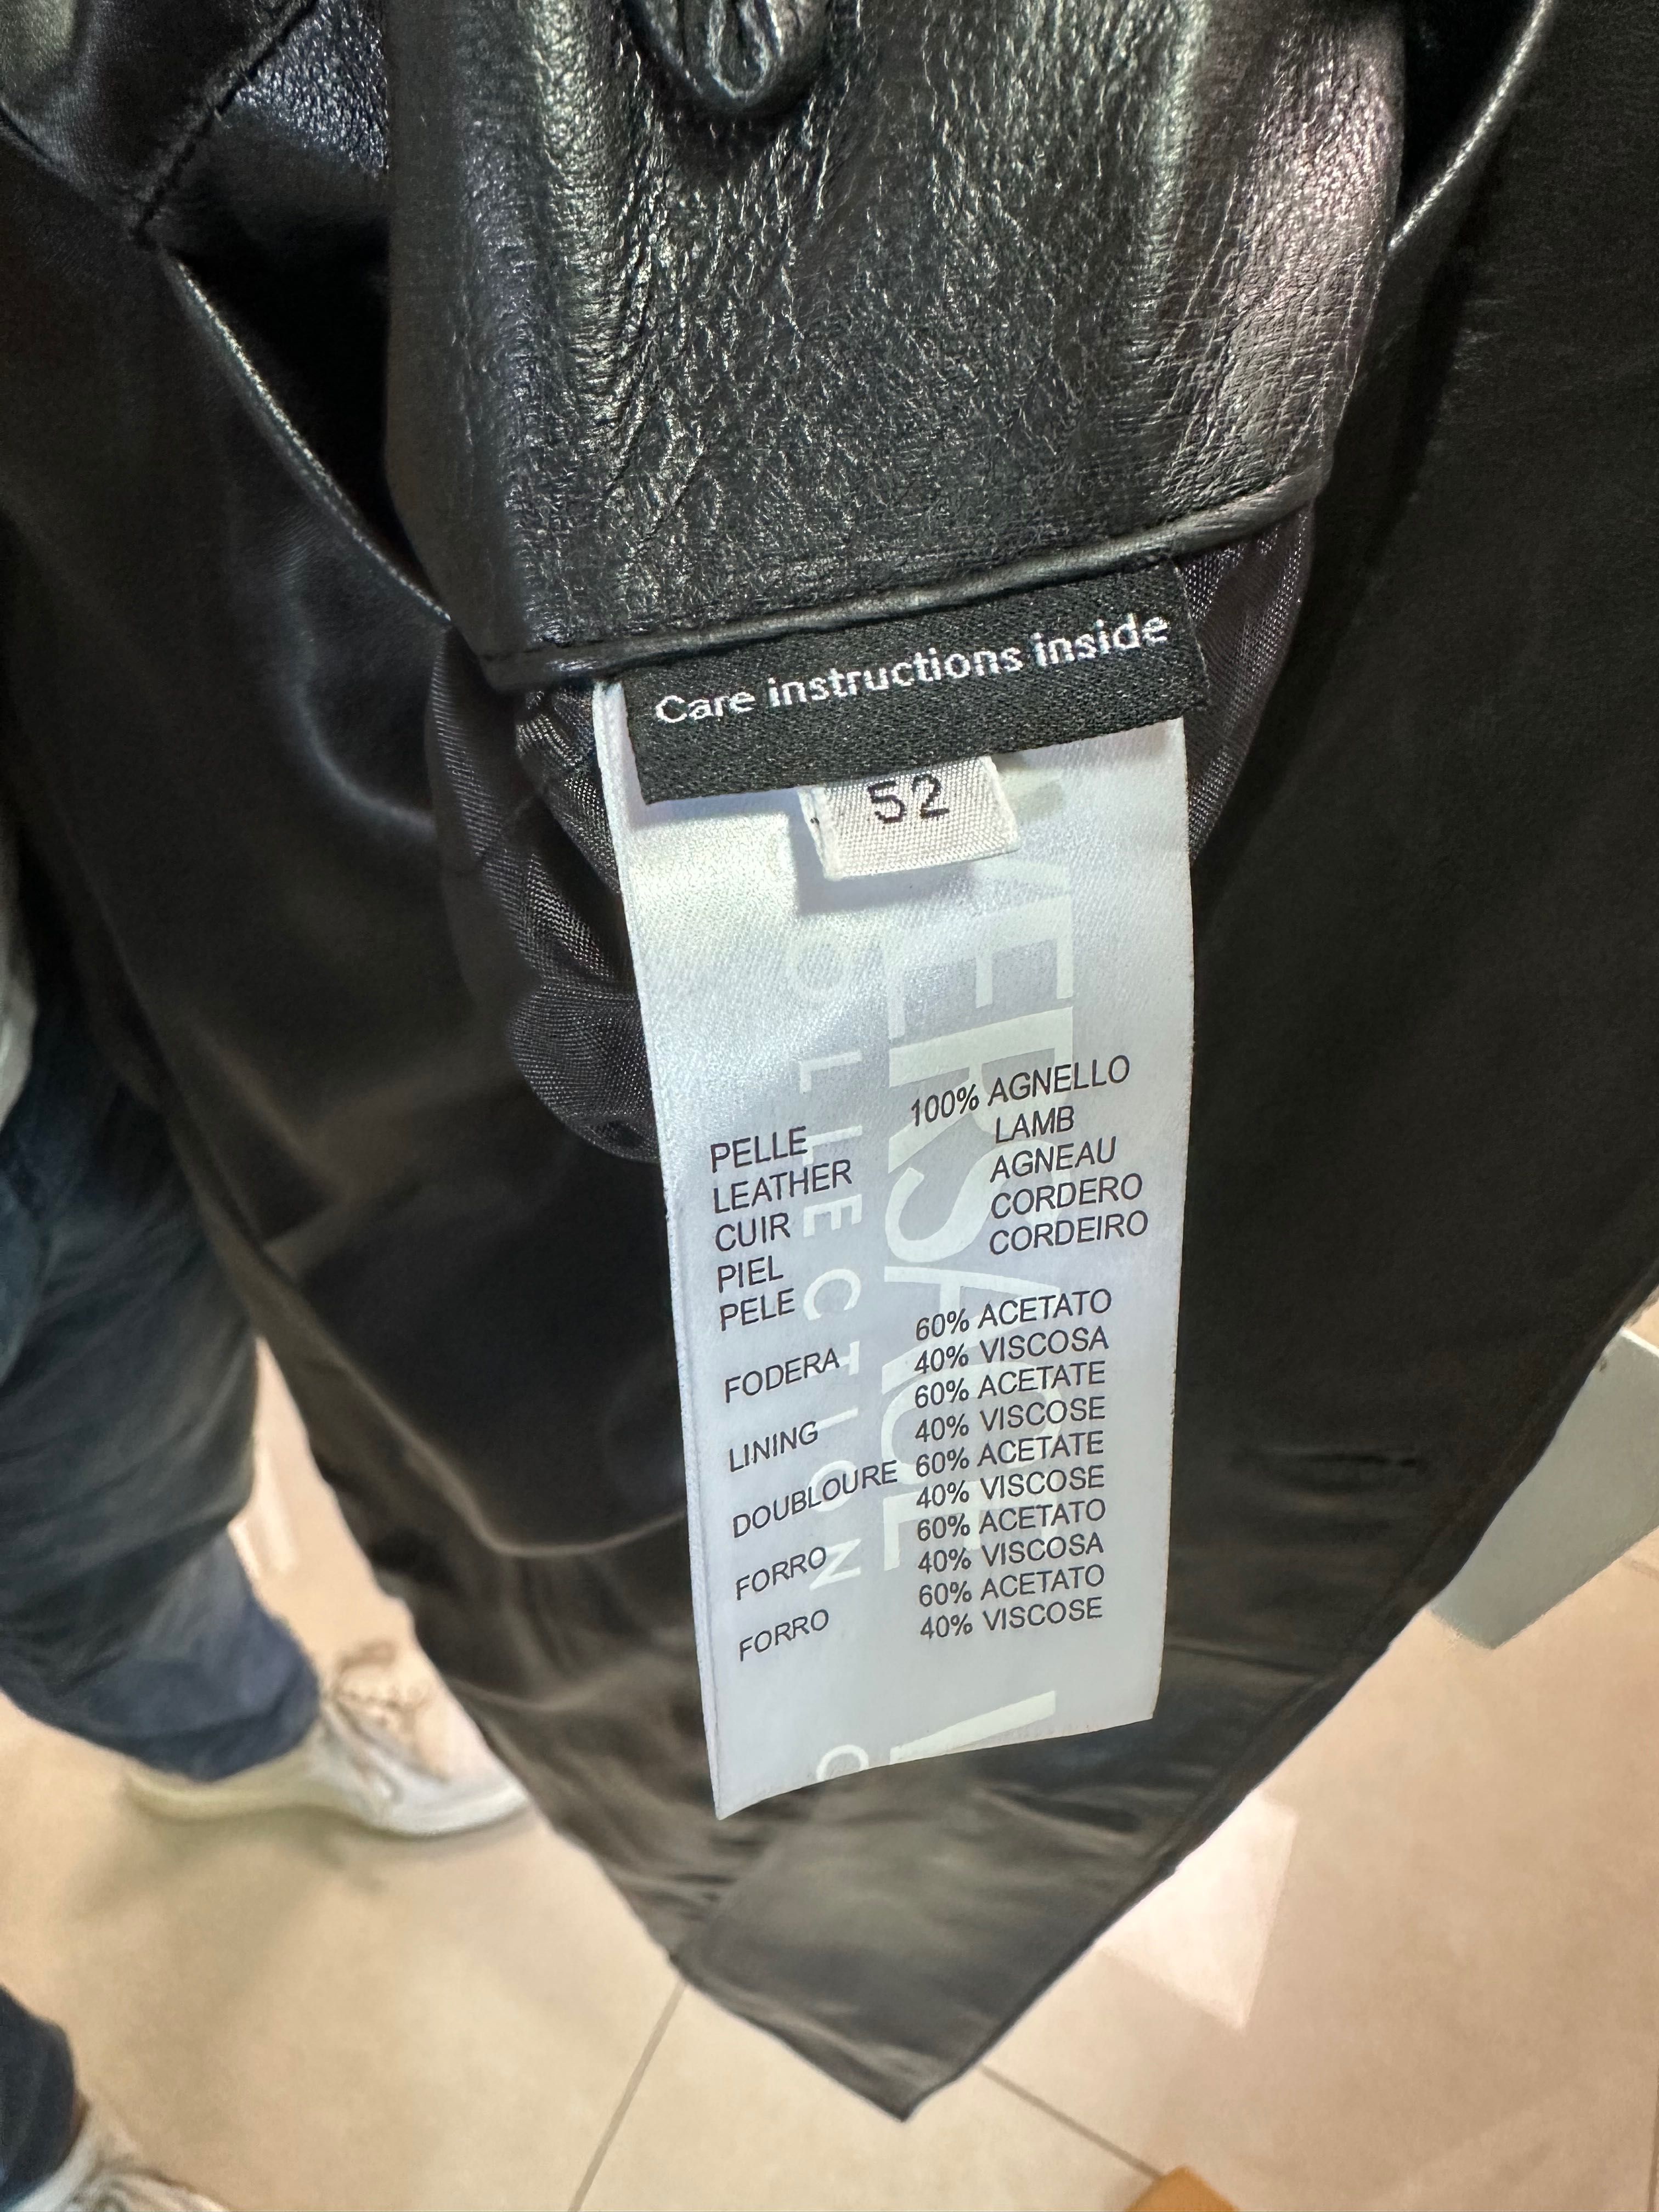 Care instructions inside
52
VERSACE
COLLECTION
PELLE 100% AGNELLO
LEATHER LAMB
CUIR AGNEAU
PIEL CORDERO
PELE CORDEIRO
FODERA 60% ACETATO
40% VISCOSA
LINING 60% ACETATE
40% VISCOSE
DOUBLOURE 60% ACETATE
40% VISCOSE
FORRO 60% ACETATO
40% VISCOSA
FORRO 60% ACETATO
40% VISCOSE
V
C